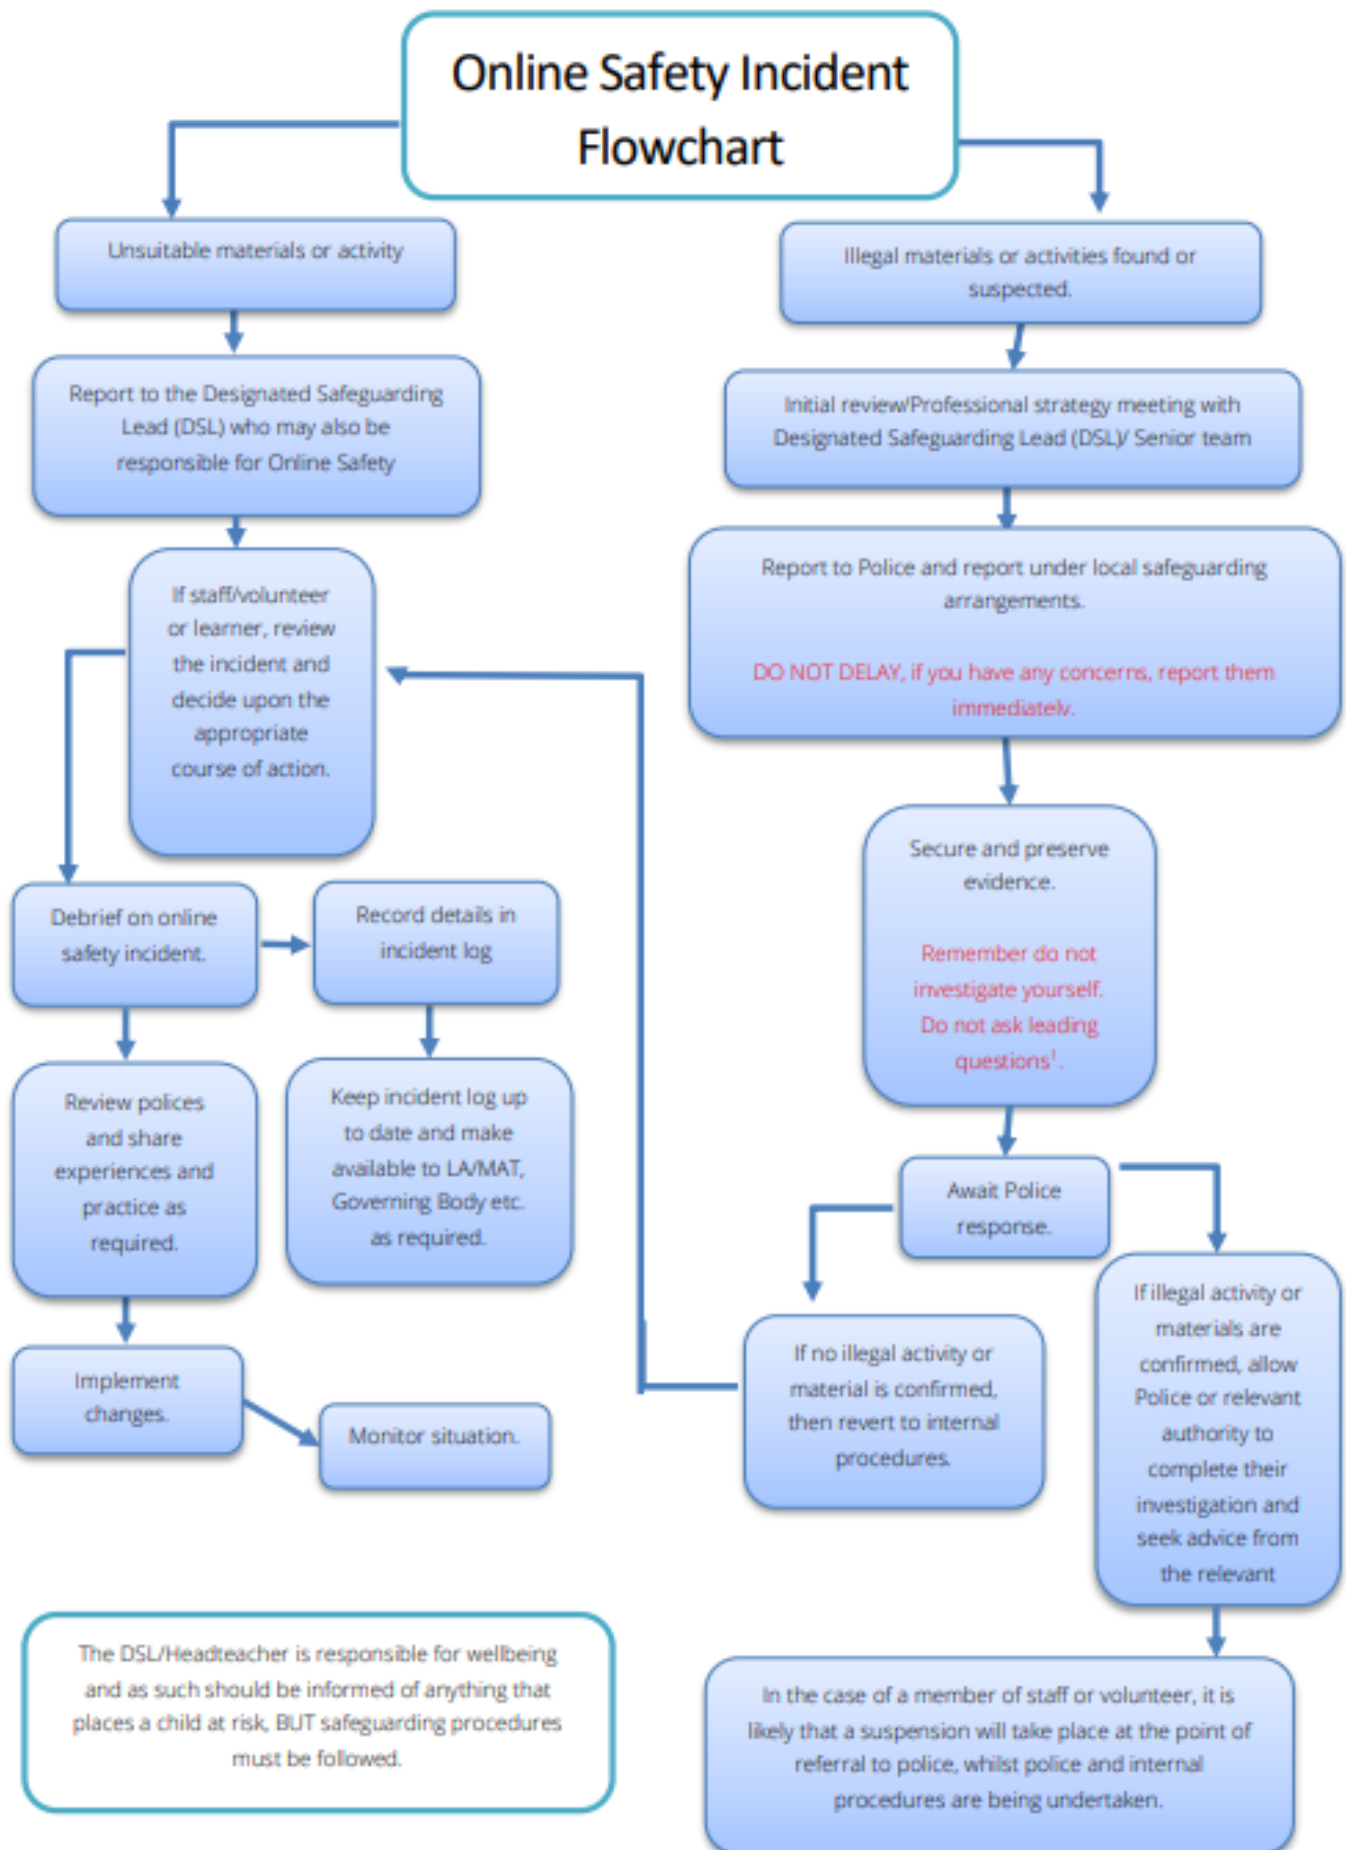 Online Safety Incident
Flowchart
Unsuitable materials or activity
Report to the Designated Safeguarding
Lead (DSL) who may also be
responsible for Online Safety
If staff/volunteer
or learner, review
the incident and
decide upon the
appropriate
course of action.
Debrief on online
safety incident.
Record details in
incident log
Review polices
and share
experiences and
practice as
required.
Keep incident log up
to date and make
available to LA/MAT,
Governing Body etc.
as required.
Implement
changes.
Monitor situation.
Illegal materials or activities found or
suspected.
Initial review/Professional strategy meeting with
Designated Safeguarding Lead (DSL)/ Senior team
Report to Police and report under local safeguarding
arrangements.
DO NOT DELAY, if you have any concerns, report them
immediately.
Secure and preserve
evidence.
Remember do not
investigate yourself.
Do not ask leading
questions¹.
Await Police
response.
If no illegal activity or
material is confirmed,
then revert to internal
procedures.
If illegal activity or
materials are
confirmed, allow
Police or relevant
authority to
complete their
investigation and
seek advice from
the relevant
In the case of a member of staff or volunteer, it is
likely that a suspension will take place at the point of
referral to police, whilst police and internal
procedures are being undertaken.
The DSL/Headteacher is responsible for wellbeing
and as such should be informed of anything that
places a child at risk, BUT safeguarding procedures
must be followed.